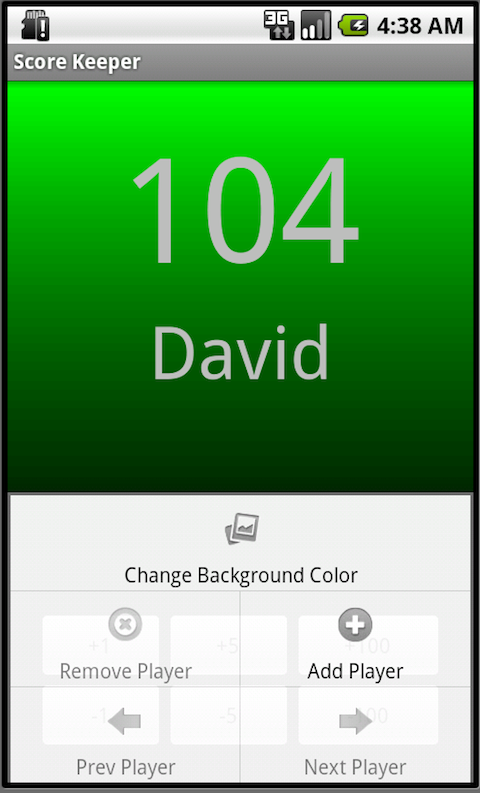 3G 4:38 AM
Score Keeper
104
David
Change Background Color
+1 +5 +100
Remove Player Add Player
-1 -5
Prev Player Next Player